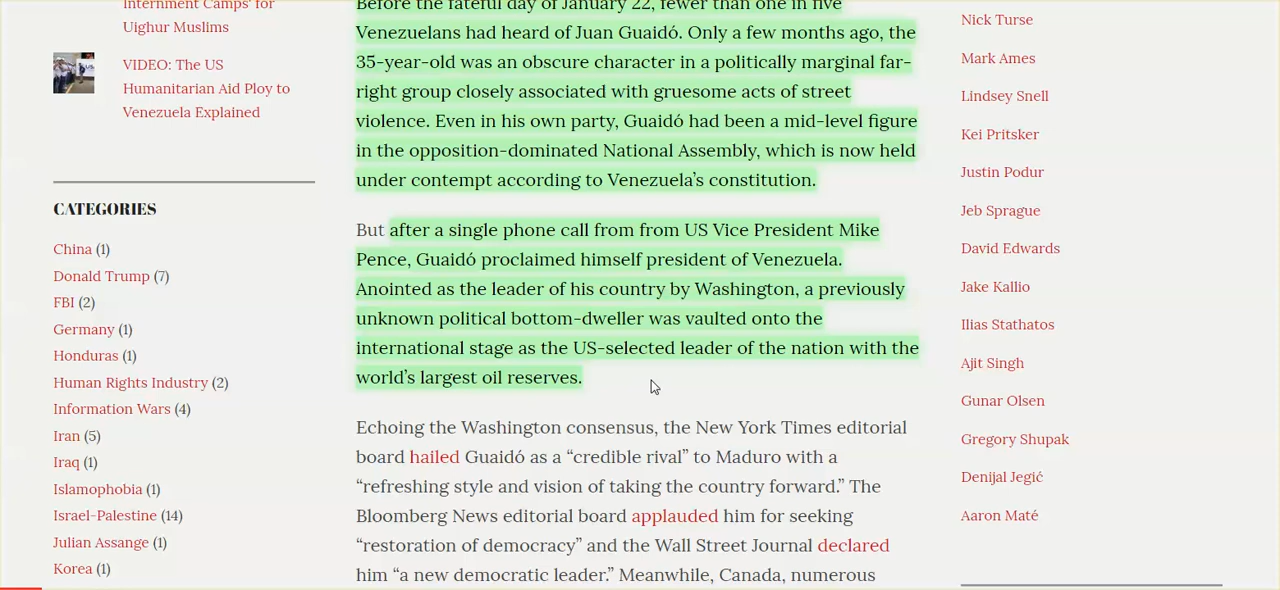 Internment Camps' for
Uighur Muslims
VIDEO: The US
Humanitarian Aid Ploy to
Venezuela Explained
CATEGORIES
China (1)
Donald Trump (7)
FBI (2)
Germany (1)
Honduras (1)
Human Rights Industry (2)
Information Wars (4)
Iran (5)
Iraq (1)
Islamophobia (1)
Israel-Palestine (14)
Julian Assange (1)
Korea (1)
Before the fateful day of January 22, fewer than one in five
Venezuelans had heard of Juan Guaidó. Only a few months ago, the
35-year-old was an obscure character in a politically marginal far-
right group closely associated with gruesome acts of street
violence. Even in his own party, Guaidó had been a mid-level figure
in the opposition-dominated National Assembly, which is now held
under contempt according to Venezuela’s constitution.
But after a single phone call from from US Vice President Mike
Pence, Guaidó proclaimed himself president of Venezuela.
Anointed as the leader of his country by Washington, a previously
unknown political bottom-dweller was vaulted onto the
international stage as the US-selected leader of the nation with the
world’s largest oil reserves.
Echoing the Washington consensus, the New York Times editorial
board hailed Guaidó as a “credible rival” to Maduro with a
“refreshing style and vision of taking the country forward.” The
Bloomberg News editorial board applauded him for seeking
“restoration of democracy” and the Wall Street Journal declared
him “a new democratic leader.” Meanwhile, Canada, numerous
Nick Turse
Mark Ames
Lindsey Snell
Kei Pritsker
Justin Podur
Jeb Sprague
David Edwards
Jake Kallio
Ilias Stathatos
Ajit Singh
Gunar Olsen
Gregory Shupak
Denijal Jegić
Aaron Maté